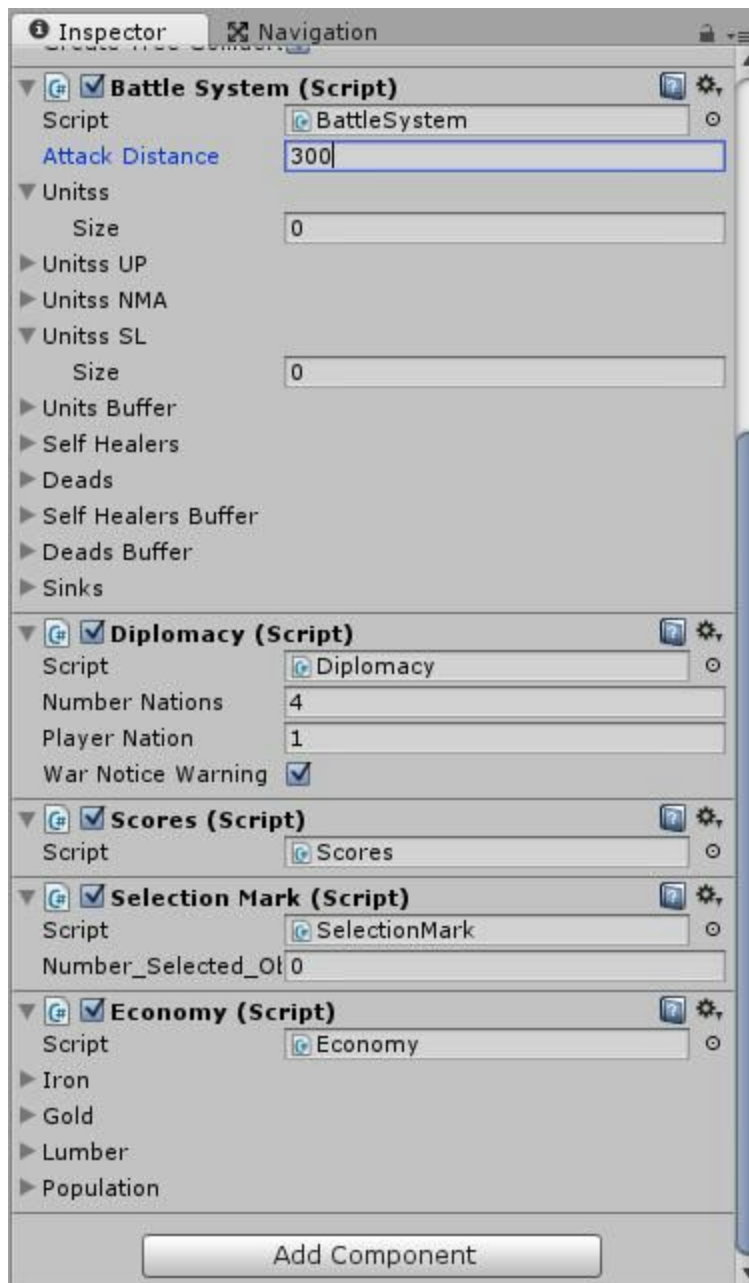 Inspector Navigation
Battle System (Script)
Script BattleSystem
Attack Distance 300
Unitss
Size 0
Unitss UP
Unitss NMA
Unitss SL
Size 0
Units Buffer
Self Healers
Deads
Self Healers Buffer
Deads Buffer
Sinks
Diplomacy (Script)
Script Diplomacy
Number Nations 4
Player Nation 1
War Notice Warning
Scores (Script)
Script Scores
Selection Mark (Script)
Script SelectionMark
Number_Selected_Ob 0
Economy (Script)
Script Economy
Iron
Gold
Lumber
Population
Add Component